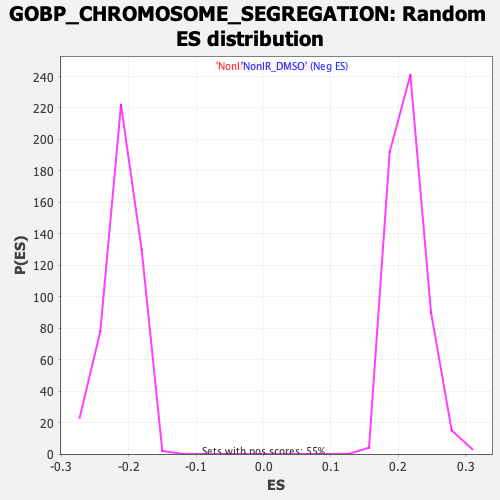 GOBP_CHROMOSOME_SEGREGATION: Random
ES distribution
'NonI'NonIR_DMSO' (Neg ES)
240
220
200
180
160
140
120
100
80
60
40
20
0
P(ES)
Sets with pos scores: 55%
-0.3 -0.2 -0.1 0.0 0.1 0.2 0.3
ES